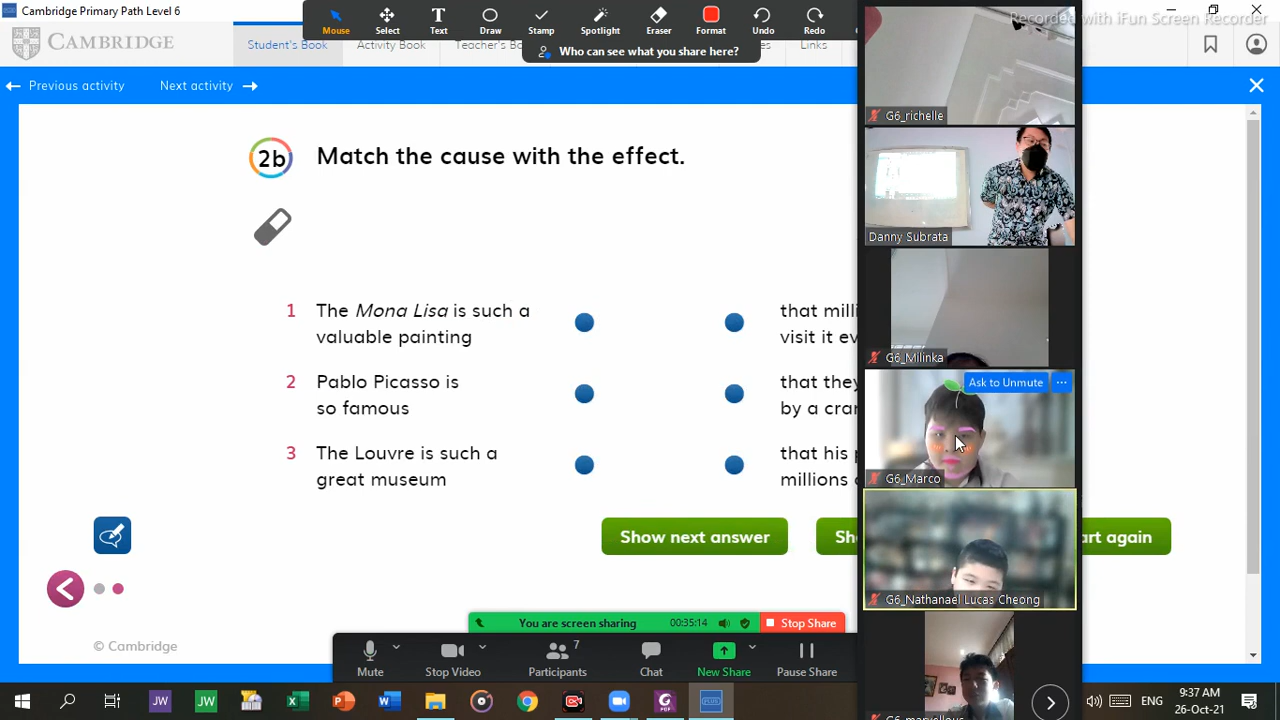 Cambridge Primary Path Level 6
Recorded with iFun Screen Recorder
Mouse
Select
Text
Draw
Stamp
Spotlight
Eraser
Format
Undo
Redo
Who can see what you share here?
CAMBRIDGE
Student's Book
Activity Book
Links
Previous activity
Next activity
2b
Match the cause with the effect.
1
The Mona Lisa is such a
valuable painting
visit it
2
Pablo Picasso is
so famous
that they
by a
3
The Louvre is such a
great museum
that his
millions
Show next answer
again
© Cambridge
G6_richelle
Danny Subrata
G6_Milinka
Ask to Unmute
...
G6_Marco
G6_Nathanael Lucas Cheong
You are screen sharing
00:35:14
Stop Share
Mute
Stop Video
Participants
7
Chat
New Share
Pause Share
JW
JW
ENG
9:37 AM
26-Oct-21